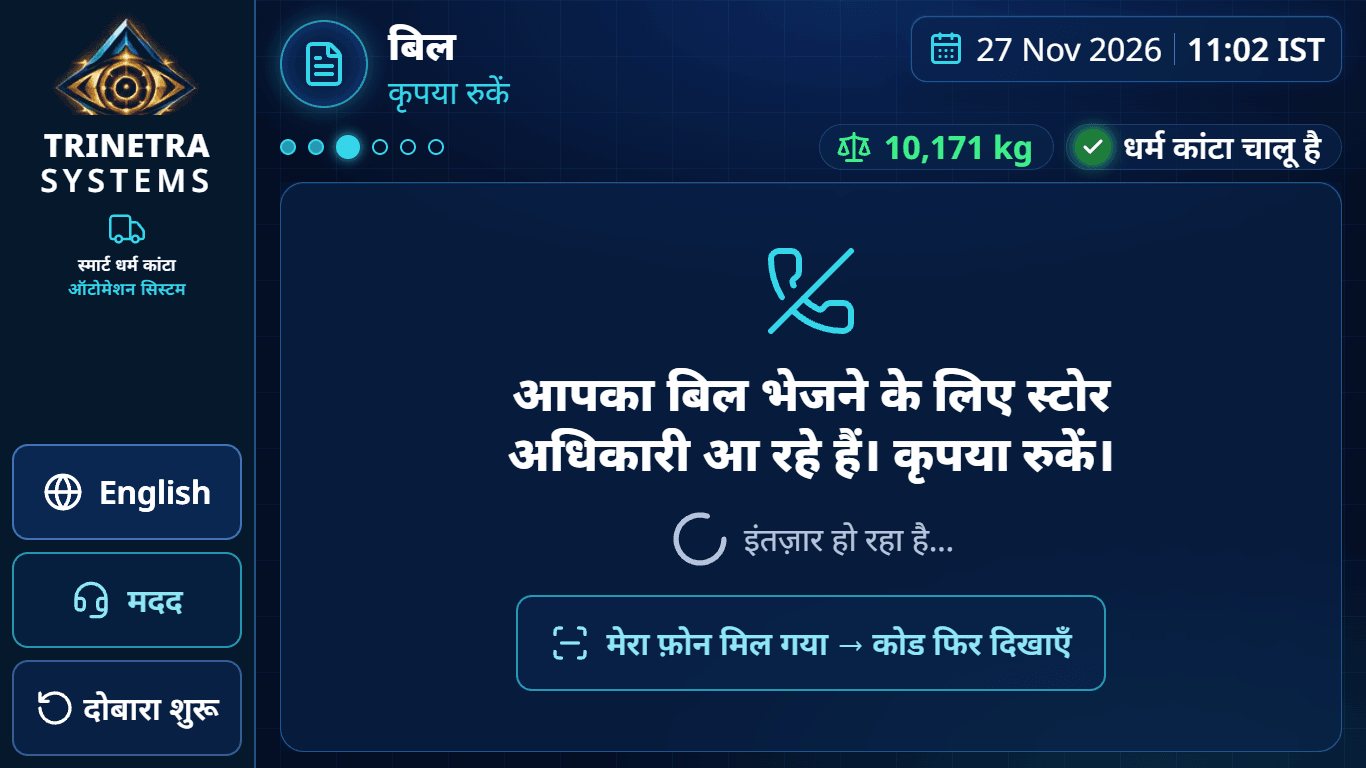 TRINETRA
SYSTEMS
स्मार्ट धर्म कांटा
ऑटोमेशन सिस्टम
English
मदद
दोबारा शुरू
बिल
कृपया रुकें
27 Nov 2026 11:02 IST
10,171 kg
धर्म कांटा चालू है
आपका बिल भेजने के लिए स्टोर
अधिकारी आ रहे हैं। कृपया रुकें।
इंतज़ार हो रहा है...
मेरा फ़ोन मिल गया → कोड फिर दिखाएँ